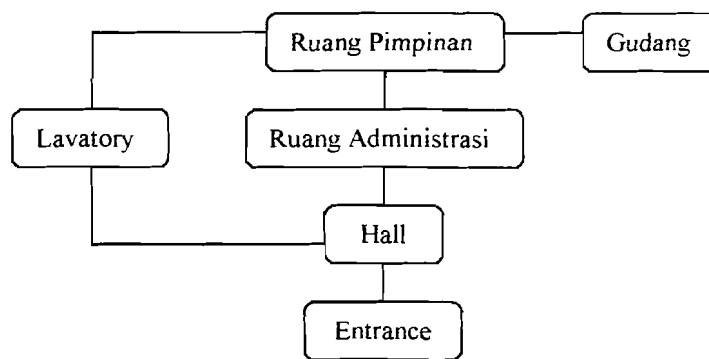 Ruang Pimpinan
Gudang
Lavatory
Ruang Administrasi
Hall
Entrance